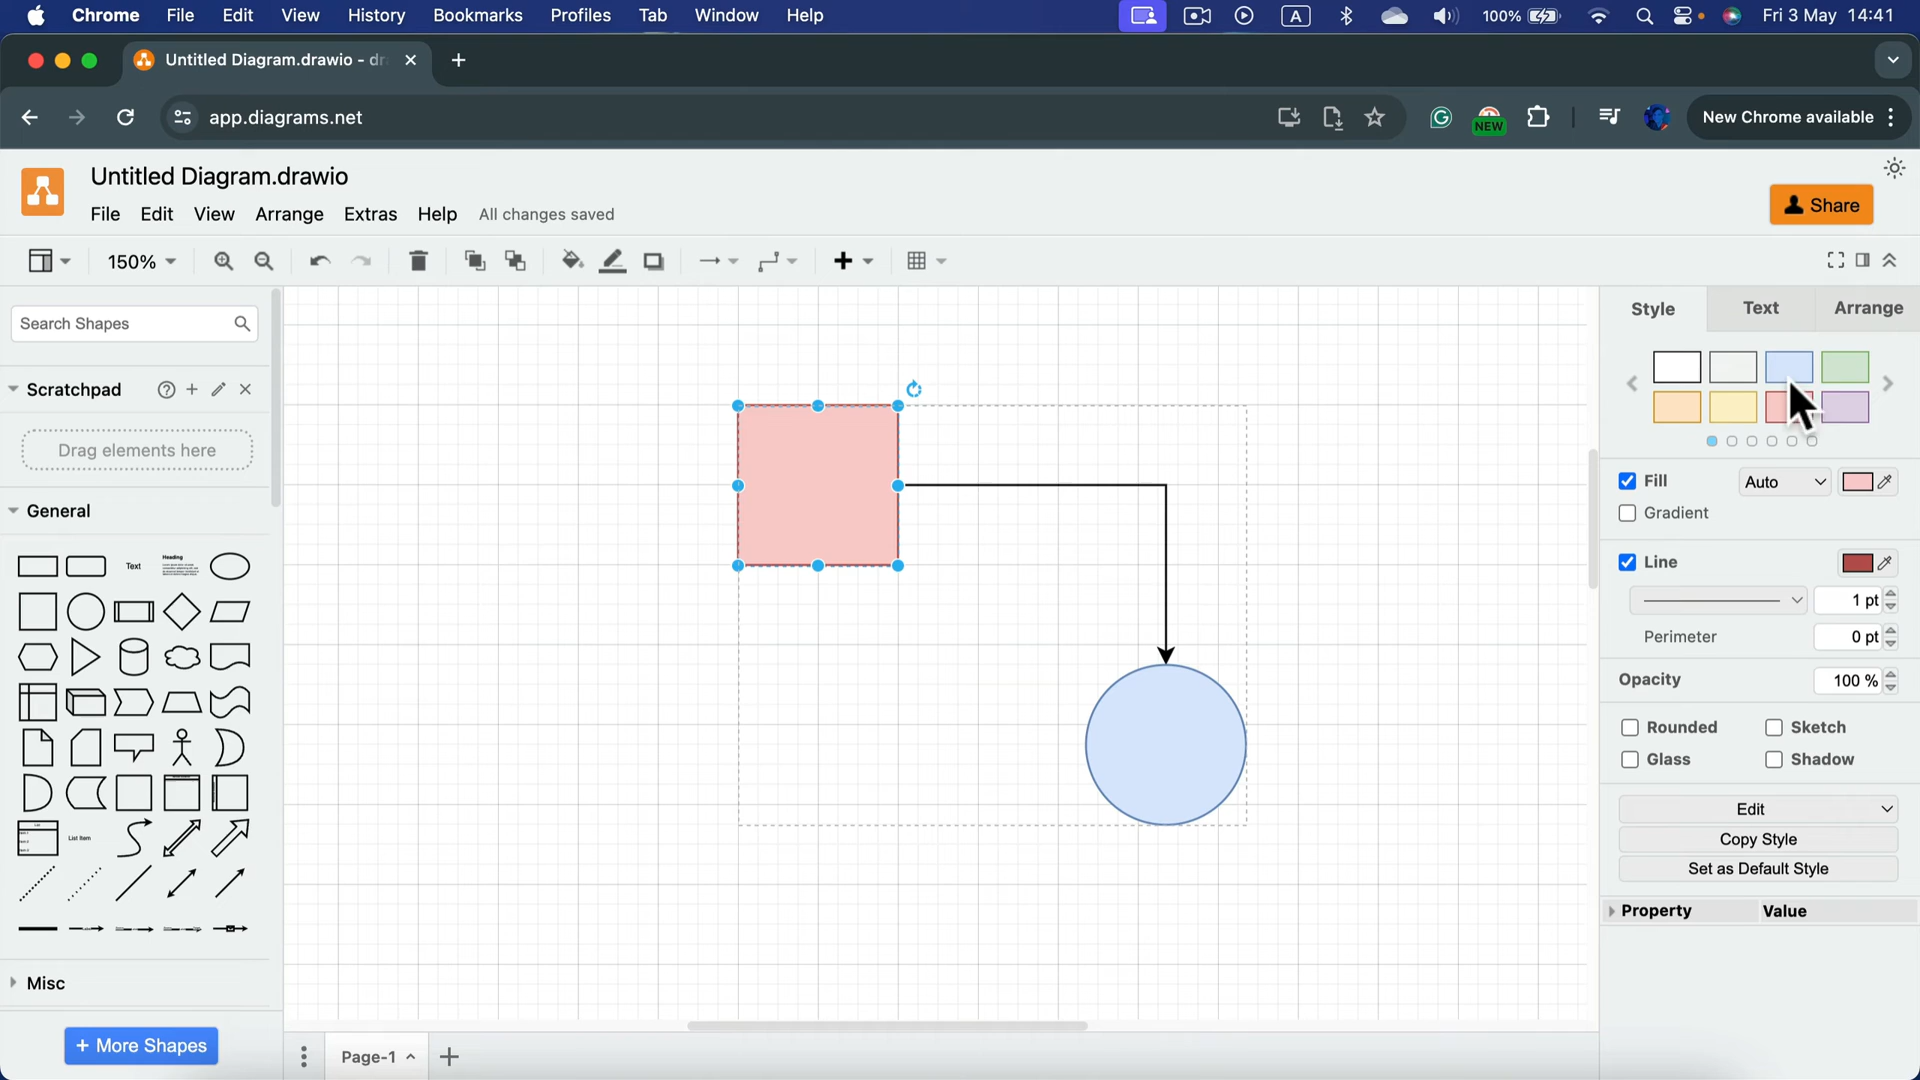 Chrome File Edit View History Bookmarks Profiles Tab Window Help A 100% Fri 3 May 14:41
Untitled Diagram.drawio - dr
app.diagrams.net NEW New Chrome available
Untitled Diagram.drawio
File Edit View Arrange Extras Help All changes saved Share
150%
Search Shapes Style Text Arrange
Scratchpad
Drag elements here
Fill Auto
General Gradient
Line
Text Heading
1 pt
Perimeter 0 pt
Opacity 100 %
Rounded Sketch
Glass Shadow
Edit
List Item Copy Style
Set as Default Style
Property Value
Misc
+ More Shapes Page-1